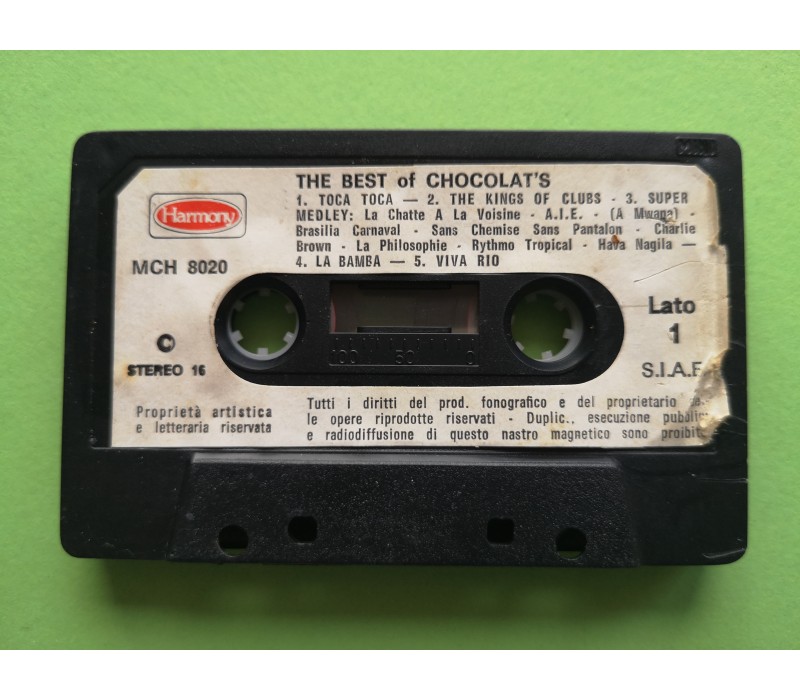 THE BEST of CHOCOLAT'S
1. TOCA TOCA — 2. THE KINGS OF CLUBS - 3. SUPER
MEDLEY: La Chatte A La Voisine - A.I.E. - (A Mwana) -
Brasilia Carnaval - Sans Chemise Sans Pantalon - Charlie
Brown - La Philosophie - Rythmo Tropical - Hava Nagila —
4. LA BAMBA — 5. VIVA RIO
Harmony
MCH 8020
C
STEREO 16
Lato
1
S.I.A.E.
100 50 0
Proprietà artistica
e letteraria riservata
Tutti i diritti del prod. fonografico e del proprietario
le opere riprodotte riservati - Duplic., esecuzione
e radiodiffusione di questo nastro magnetico sono